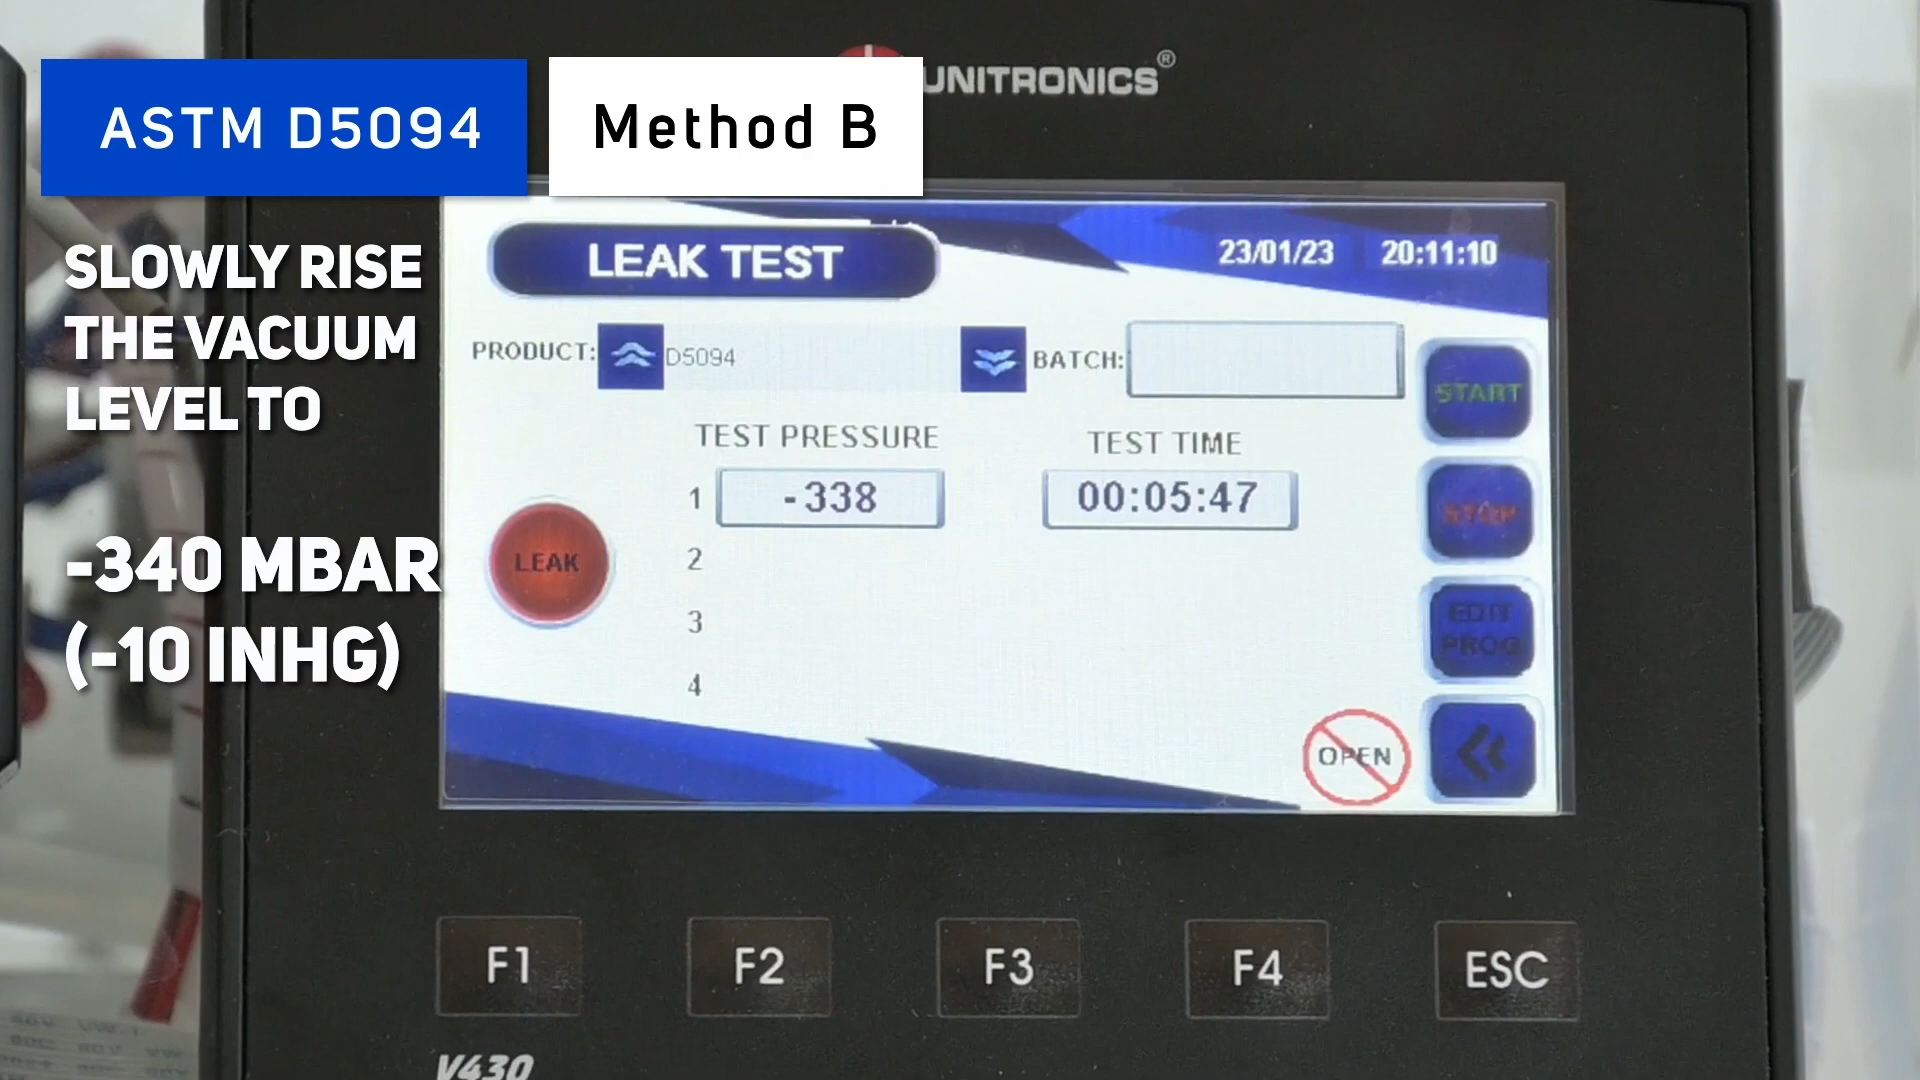 UNITRONICS®
ASTM D5094
Method B
SLOWLY RISE
THE VACUUM
LEVEL TO
-340 MBAR
(-10 INHG)
LEAK TEST
23/01/23 20:11:10
PRODUCT: D5094 BATCH:
TEST PRESSURE TEST TIME
1 -338 00:05:47
2
3
4
LEAK
START
STOP
EDIT
PROG
OPEN
F1 F2 F3 F4 ESC
V430